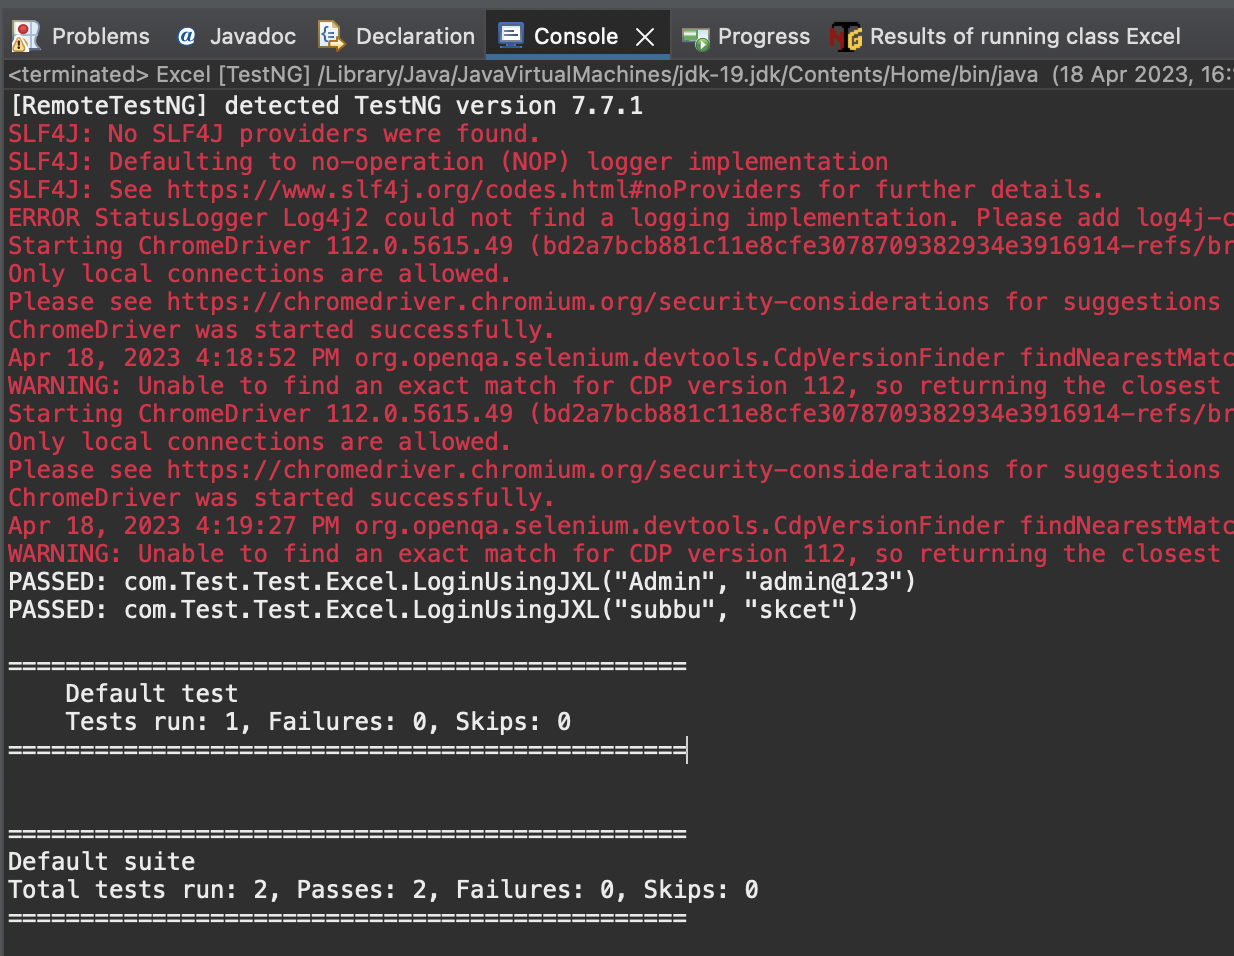 Problems Javadoc Declaration Console Progress Results of running class Excel
<terminated> Excel [TestNG] /Library/Java/JavaVirtualMachines/jdk-19.jdk/Contents/Home/bin/java (18 Apr 2023, 16:
[RemoteTestNG] detected TestNG version 7.7.1
SLF4J: No SLF4J providers were found.
SLF4J: Defaulting to no-operation (NOP) logger implementation
SLF4J: See https://www.slf4j.org/codes.html#noProviders for further details.
ERROR StatusLogger Log4j2 could not find a logging implementation. Please add log4j-c
Starting ChromeDriver 112.0.5615.49 (bd2a7bcb881c11e8cfe3078709382934e3916914-refs/br
Only local connections are allowed.
Please see https://chromedriver.chromium.org/security-considerations for suggestions
ChromeDriver was started successfully.
Apr 18, 2023 4:18:52 PM org.openqa.selenium.devtools.CdpVersionFinder findNearestMatc
WARNING: Unable to find an exact match for CDP version 112, so returning the closest
Starting ChromeDriver 112.0.5615.49 (bd2a7bcb881c11e8cfe3078709382934e3916914-refs/br
Only local connections are allowed.
Please see https://chromedriver.chromium.org/security-considerations for suggestions
ChromeDriver was started successfully.
Apr 18, 2023 4:19:27 PM org.openqa.selenium.devtools.CdpVersionFinder findNearestMatc
WARNING: Unable to find an exact match for CDP version 112, so returning the closest
PASSED: com.Test.Test.Excel.LoginUsingJXL("Admin", "admin@123")
PASSED: com.Test.Test.Excel.LoginUsingJXL("subbu", "skcet")
===============================================
Default test
Tests run: 1, Failures: 0, Skips: 0
===============================================
===============================================
Default suite
Total tests run: 2, Passes: 2, Failures: 0, Skips: 0
===============================================